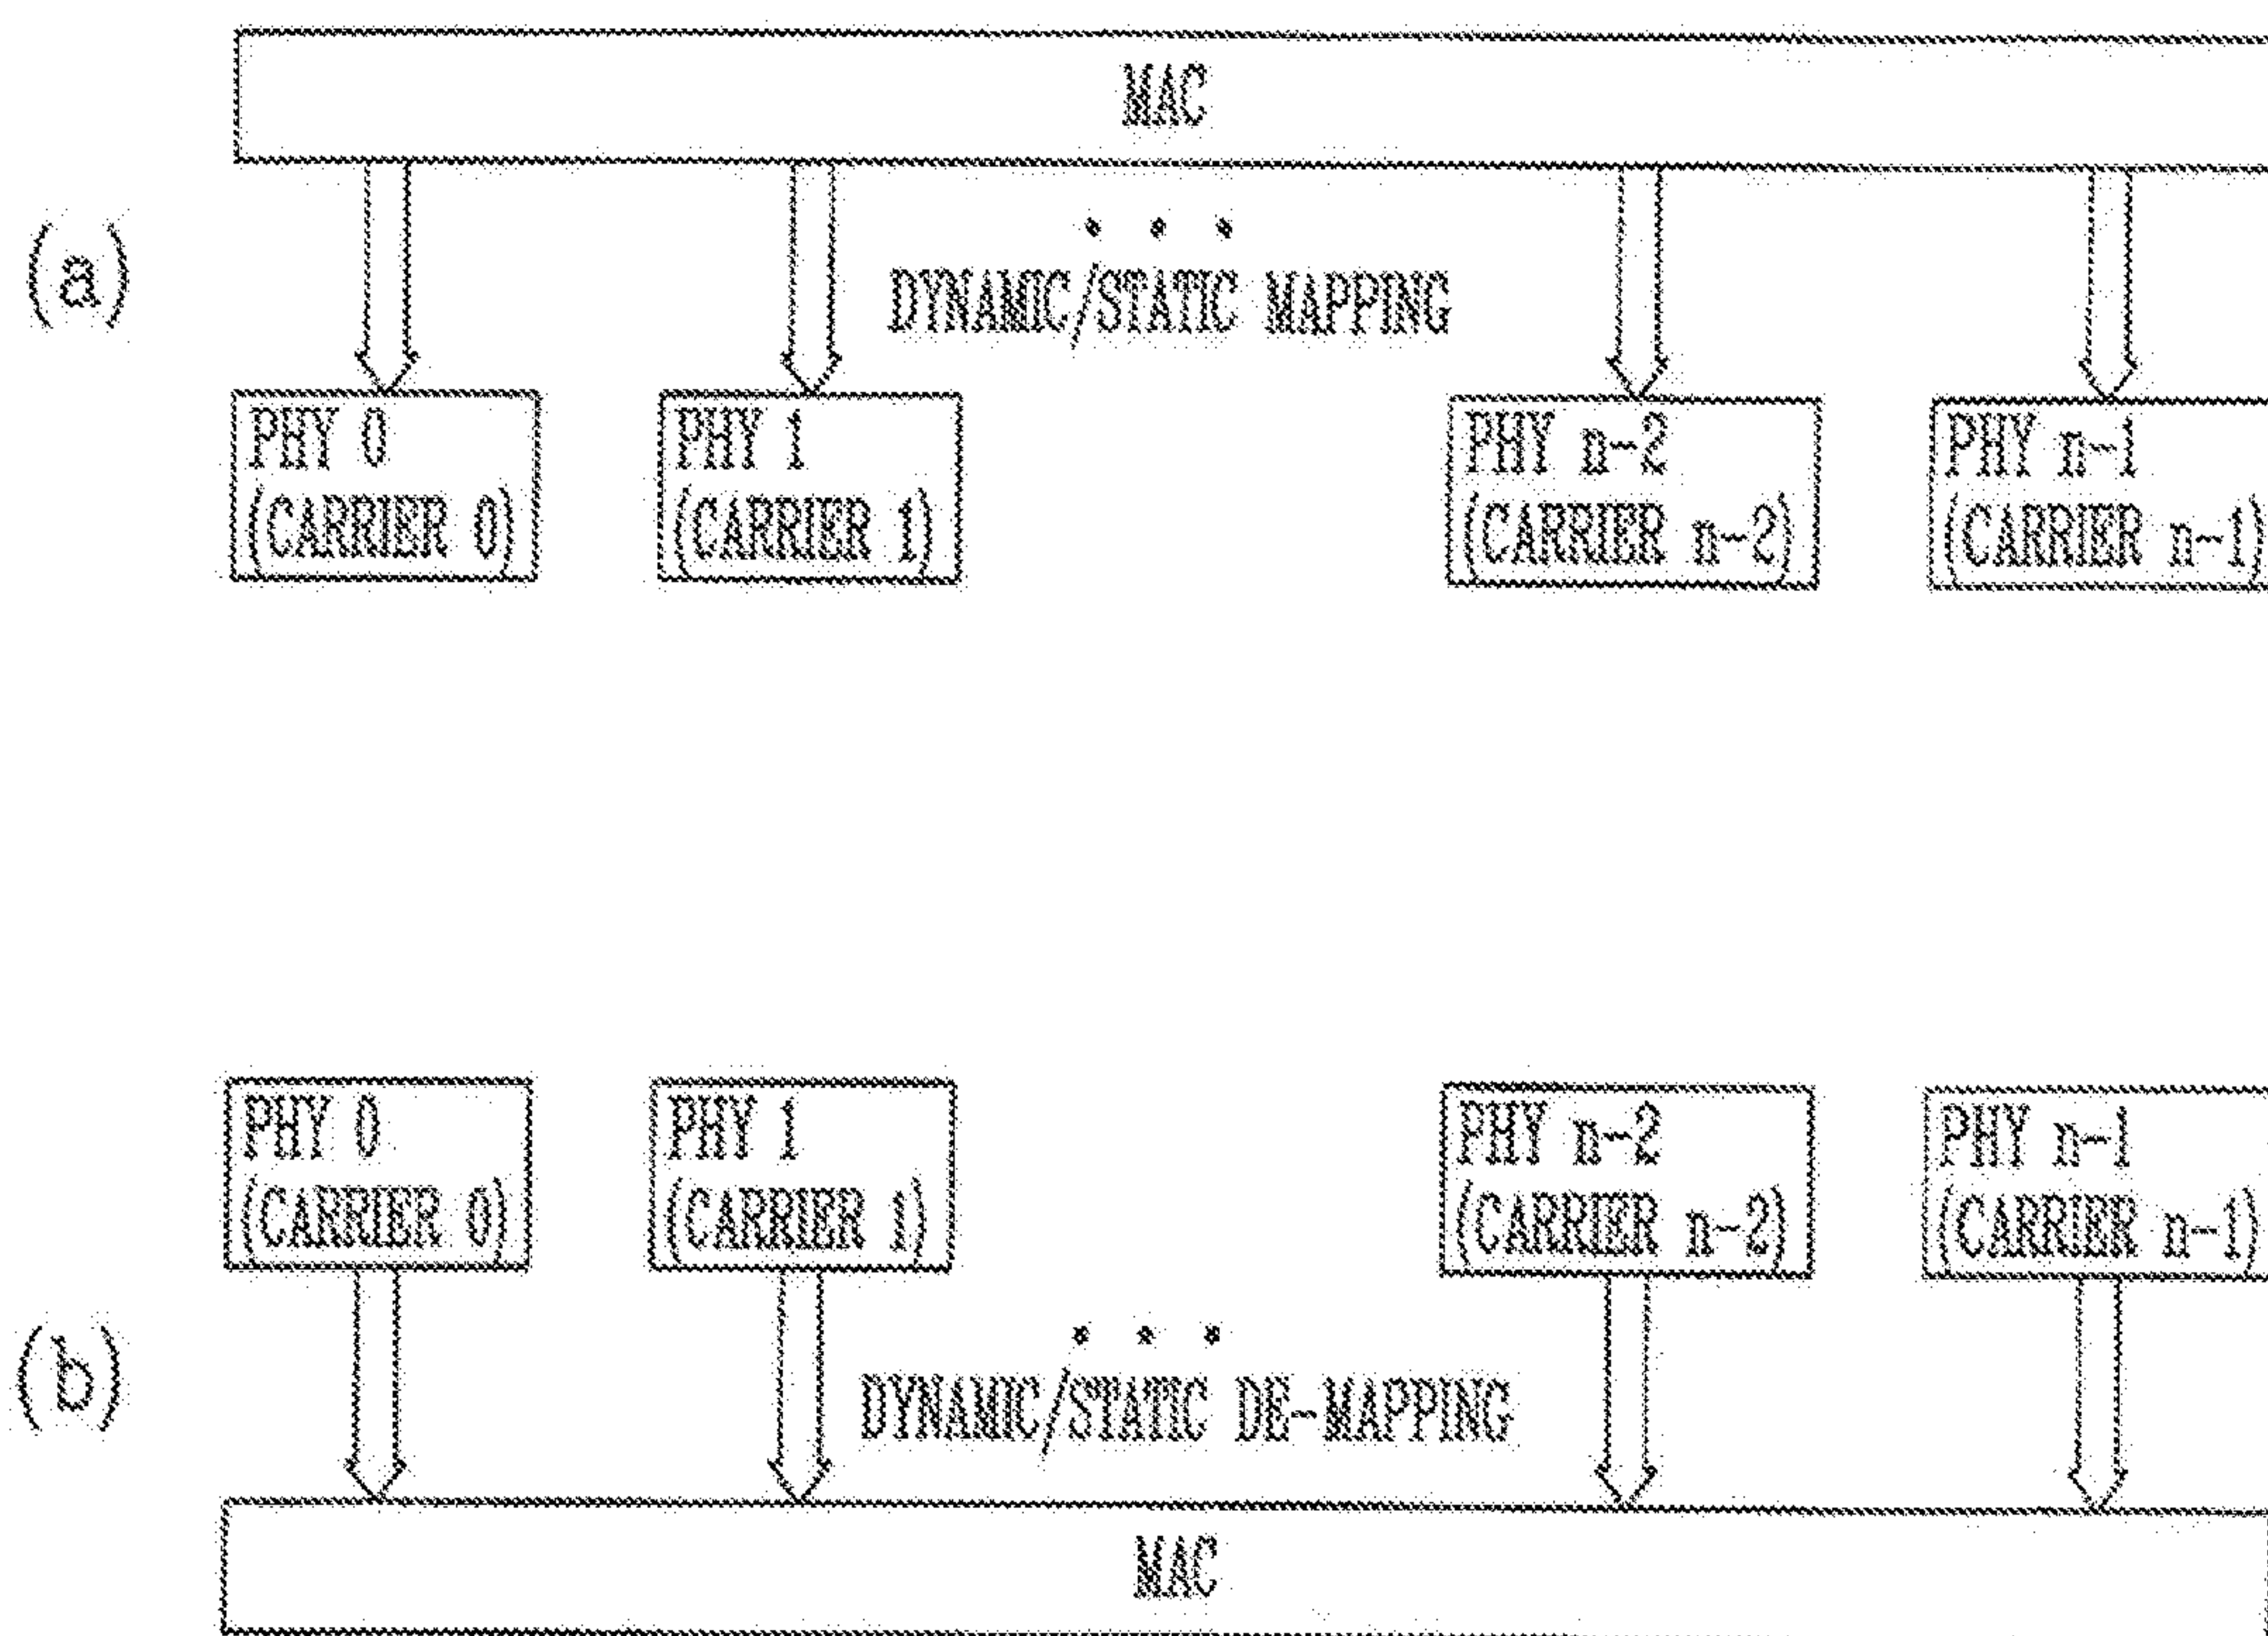 MAC
(a)
• • •
DYNAMIC/STATIC MAPPING
PHY 0
(CARRIER 0)
PHY 1
(CARRIER 1)
PHY n-2
(CARRIER n-2)
PHY n-1
(CARRIER n-1)
PHY 0
(CARRIER 0)
PHY 1
(CARRIER 1)
PHY n-2
(CARRIER n-2)
PHY n-1
(CARRIER n-1)
(b)
• • •
DYNAMIC/STATIC DE-MAPPING
MAC